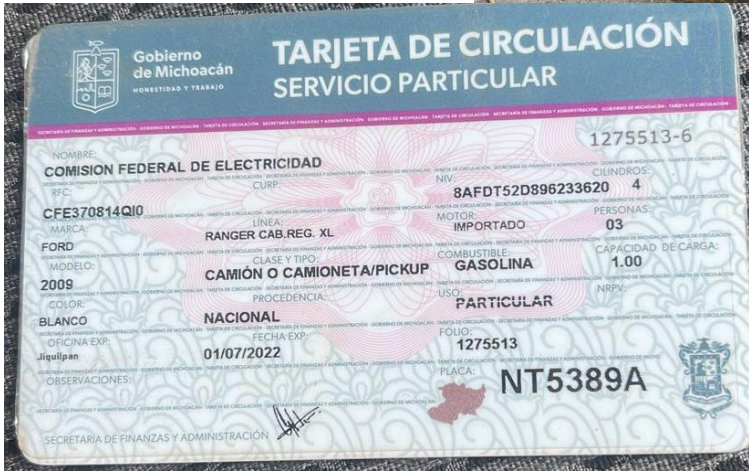 Gobierno
de Michoacán
HONESTIDAD Y TRABAJO
TARJETA DE CIRCULACIÓN
SERVICIO PARTICULAR
1275513-6
NOMBRE:
COMISION FEDERAL DE ELECTRICIDAD
RFC: CURP: NIV: CILINDROS:
CFE370814QI0 8AFDT52D896233620 4
MARCA LÍNEA: MOTOR: PERSONAS:
FORD RANGER CAB.REG. XL IMPORTADO 03
MODELO: CLASE Y TIPO: COMBUSTIBLE: CAPACIDAD DE CARGA:
2009 CAMIÓN O CAMIONETA/PICKUP GASOLINA 1.00
COLOR: PROCEDENCIA: USO: NRPV:
BLANCO NACIONAL PARTICULAR
OFICINA EXP: FECHA EXP: FOLIO:
Jiquilpan 01/07/2022 1275513
OBSERVACIONES: PLACA: NT5389A
SECRETARÍA DE FINANZAS Y ADMINISTRACIÓN